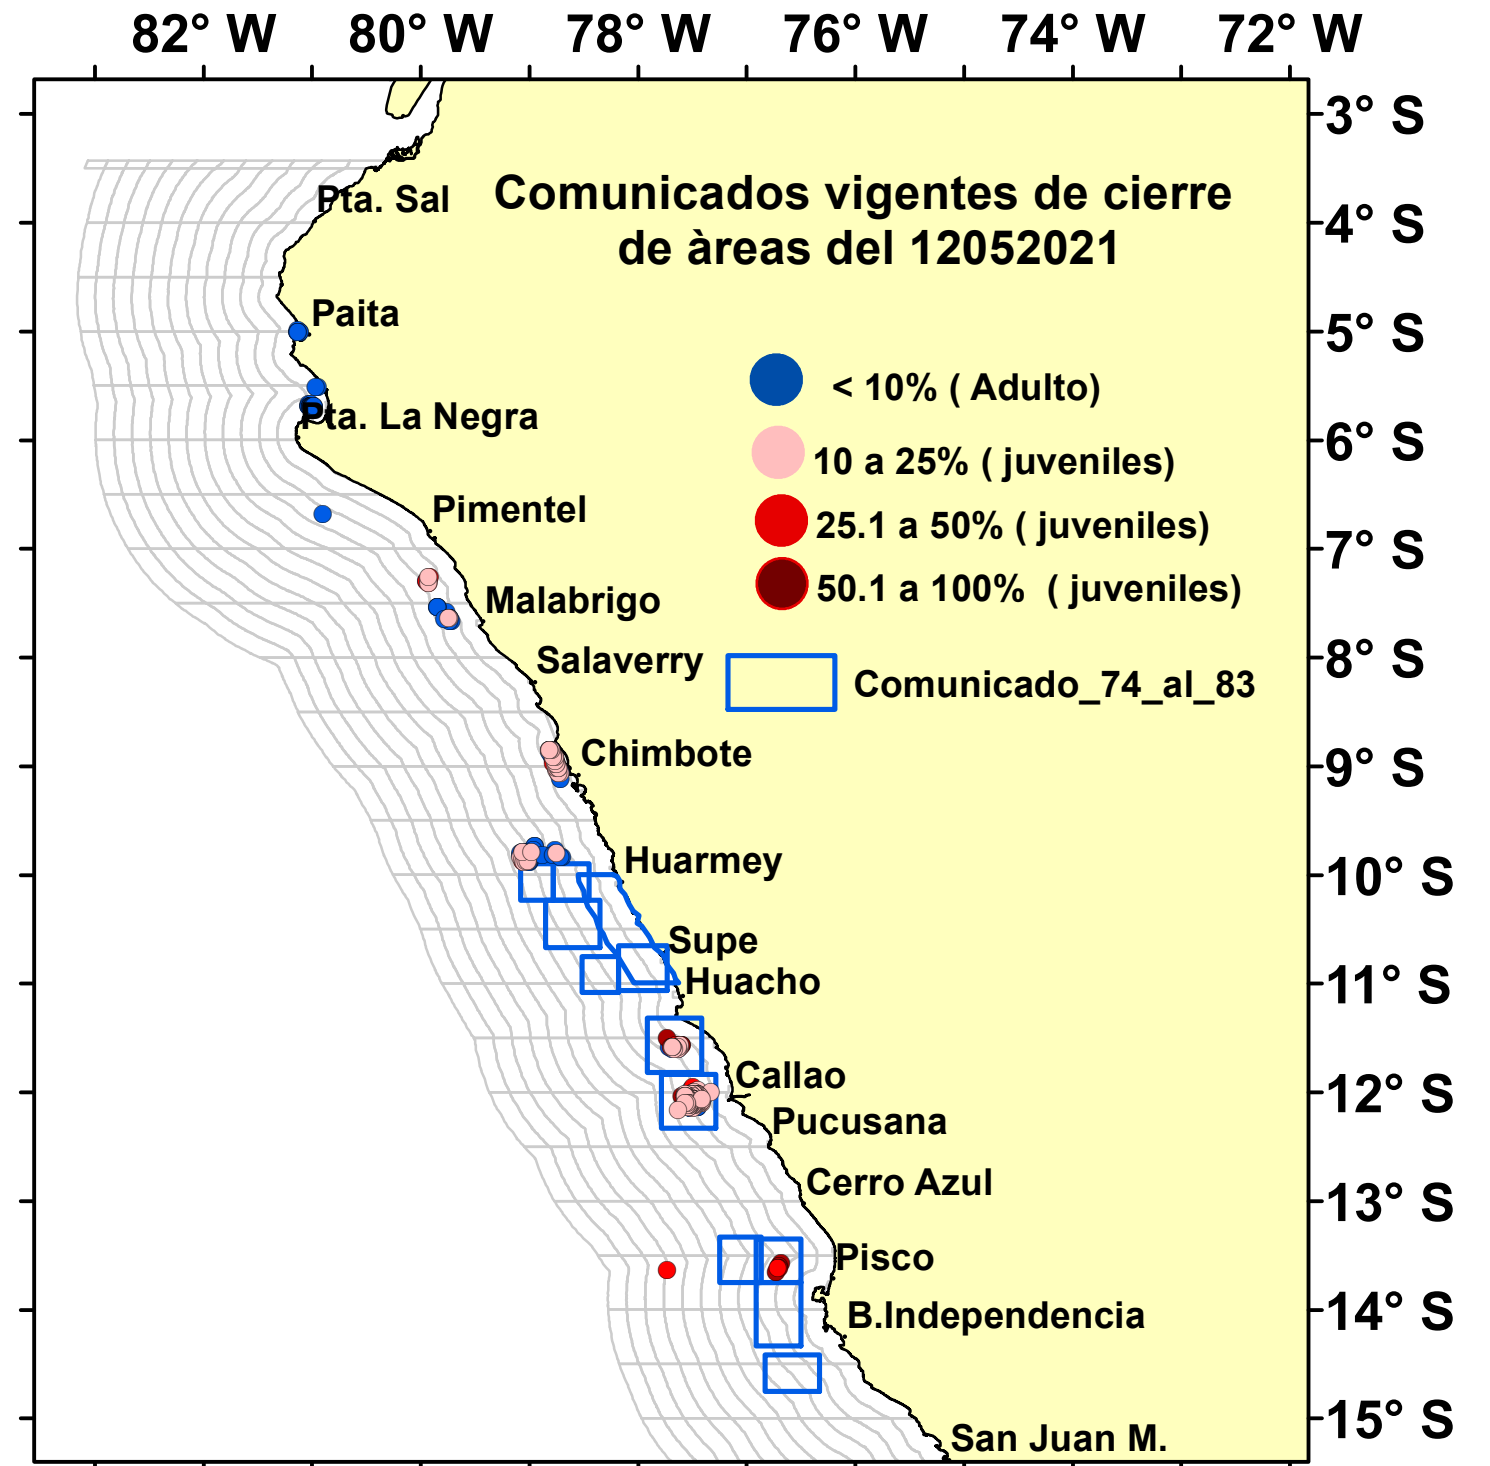 82° W 80° W 78° W 76° W 74° W 72° W
3° S
Pta. Sal
Comunicados vigentes de cierre
de àreas del 12052021
4° S
Paita
5° S
< 10% ( Adulto)
Pta. La Negra
6° S
10 a 25% ( juveniles)
Pimentel
25.1 a 50% ( juveniles)
7° S
Malabrigo
50.1 a 100% ( juveniles)
Salaverry
8° S
Comunicado_74_al_83
Chimbote
9° S
Huarmey
10° S
Supe
Huacho
11° S
Callao
12° S
Pucusana
Cerro Azul
13° S
Pisco
B.Independencia
14° S
San Juan M.
15° S